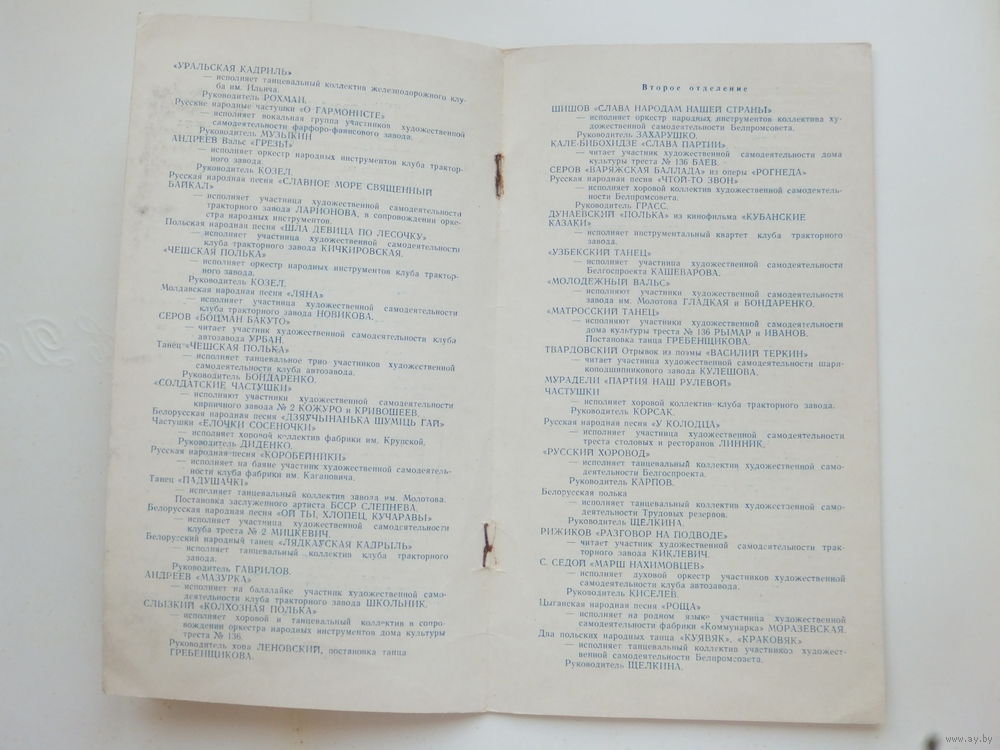 «УРАЛЬСКАЯ КАДРИЛЬ»
— исполняет танцевальный коллектив железнодорожного клу-
ба им. Ильича.
Руководитель РОХМАН.
Русские народные частушки «О ГАРМОНИСТЕ»
— исполняет вокальная группа участников художественной
самодеятельности фарфоро-фаянсового завода.
Руководитель МУЗЫКИН
АНДРЕЕВ Вальс «ГРЕЗЫ»
— исполняет оркестр народных инструментов клуба трактор-
ного завода.
Руководитель КОЗЕЛ.
Русская народная песня «СЛАВНОЕ МОРЕ СВЯЩЕННЫЙ
БАЙКАЛ»
— исполняет участница художественной самодеятельности
тракторного завода ЛАРИОНОВА, в сопровождении орке-
стра народных инструментов.
Польская народная песня «ШЛА ДЕВИЦА ПО ЛЕСОЧКУ»
— исполняет участница художественной самодеятельности
клуба тракторного завода КИЧКИРОВСКАЯ.
«ЧЕШСКАЯ ПОЛЬКА»
— исполняет оркестр народных инструментов клуба трактор-
ного завода.
Руководитель КОЗЕЛ.
Молдавская народная песня «ЛЯНА»
— исполняет участница художественной самодеятельности
клуба тракторного завода НОВИКОВА.
СЕРОВ «БОЦМАН БАКУТО»
— читает участник художественной самодеятельности клуба
автозавода УРБАН.
Танец «ЧЕШСКАЯ ПОЛЬКА»
— исполняет танцевальное трио участников художественной
самодеятельности клуба автозавода.
Руководитель БОНДАРЕНКО.
«СОЛДАТСКИЕ ЧАСТУШКИ»
— исполняют участники художественной самодеятельности
кирпичного завода № 2 КОЖУРО и КРИВОШЕЕВ.
Белорусская народная песня «ДЗЯУЧЫНАНЬКА ШУМІЦЬ ГАЙ»
Частушки «ЕЛОЧКИ СОСЕНОЧКИ»
— исполняет хоровой коллектив фабрики им. Крупской.
Руководитель ДИДЕНКО.
Русская народная песня «КОРОБЕЙНИКИ»
— исполняет на баяне участник художественной самодеятель-
ности клуба фабрики им. Кагановича.
Танец «ПАДУШАЧКІ»
— исполняет танцевальный коллектив завода им. Молотова.
Постановка заслуженного артиста БССР СЛЕПНЕВА.
Белорусская народная песня «ОЙ ТЫ, ХЛОПЕЦ, КУЧАРАВЫ»
— исполняет участница художественной самодеятельности
клуба треста № 2 МИЦКЕВИЧ.
Белорусский народный танец «ЛЯДКАУСКАЯ КАДРЫЛЬ»
— исполняет танцевальный коллектив клуба тракторного
завода.
Руководитель ГАВРИЛОВ.
АНДРЕЕВ «МАЗУРКА»
— исполняет на балалайке участник художественной само-
деятельности клуба тракторного завода ШКОЛЬНИК.
СЛЫЗКИЙ «КОЛХОЗНАЯ ПОЛЬКА»
— исполняет хоровой и танцевальный коллектив в сопро-
вождении оркестра народных инструментов дома культуры
треста № 136.
Руководитель хора ЛЕНОВСКИЙ, постановка танца
ГРЕБЕНЩИКОВА.
Второе отделение
ШИШОВ «СЛАВА НАРОДАМ НАШЕЙ СТРАНЫ»
— исполняет оркестр народных инструментов коллектива ху-
дожественной самодеятельности Белпромсовета.
Руководитель ЗАХАРУШКО.
КАЛЕ-БИБОХИДЗЕ «СЛАВА ПАРТИИ»
— читает участник художественной самодеятельности дома
культуры треста № 136 БАЕВ.
СЕРОВ «ВАРЯЖСКАЯ БАЛЛАДА» из оперы «РОГНЕДА»
Русская народная песня «ЧТОЙ-ТО ЗВОН»
— исполняет хоровой коллектив художественной самодеятель-
ности Белпромсовета.
Руководитель ГРАСС.
ДУНАЕВСКИЙ «ПОЛЬКА» из кинофильма «КУБАНСКИЕ
КАЗАКИ»
— исполняет инструментальный квартет клуба тракторного
завода.
«УЗБЕКСКИЙ ТАНЕЦ»
— исполняет участница художественной самодеятельности
Белгоспроекта КАШЕВАРОВА.
«МОЛОДЕЖНЫЙ ВАЛЬС»
— исполняют участники художественной самодеятельности
завода им. Молотова ГЛАДКАЯ и БОНДАРЕНКО.
«МАТРОССКИЙ ТАНЕЦ»
— исполняют участники художественной самодеятельности
дома культуры треста № 136 РЫМАР и ИВАНОВ.
Постановка танца ГРЕБЕНЩИКОВА.
ТВАРДОВСКИЙ Отрывок из поэмы «ВАСИЛИЙ ТЕРКИН»
— читает участница художественной самодеятельности шари-
коподшипникового завода КУЛЕШОВА.
МУРАДЕЛИ «ПАРТИЯ НАШ РУЛЕВОЙ»
ЧАСТУШКИ
— исполняет хоровой коллектив клуба тракторного завода.
Руководитель КОРСАК.
Русская народная песня «У КОЛОДЦА»
— исполняет участница художественной самодеятельности
треста столовых и ресторанов ЛИННИК.
«РУССКИЙ ХОРОВОД»
— исполняет танцевальный коллектив художественной само-
деятельности Белгоспроекта.
Руководитель КАРПОВ.
Белорусская полька
— исполняет танцевальный коллектив художественной само-
деятельности Трудовых резервов.
Руководитель ЩЕЛКИНА.
РИЖИКОВ «РАЗГОВОР НА ПОДВОДЕ»
— читает участник художественной самодеятельности трак-
торного завода КИКЛЕВИЧ.
С. СЕДОЙ «МАРШ НАХИМОВЦЕВ»
— исполняет духовой оркестр участников художественной
самодеятельности клуба автозавода.
Руководитель КИСЕЛЕВ.
Цыганская народная песня «РОЩА»
— исполняет на родном языке участница художественной
самодеятельности фабрики «Коммунарка» МОРАЗЕВСКАЯ.
Два польских народных танца «КУЯВЯК», «КРАКОВЯК»
— исполняет танцевальный коллектив участников художест-
венной самодеятельности Белпромсовета.
Руководитель ЩЕЛКИНА.
www.ay.by